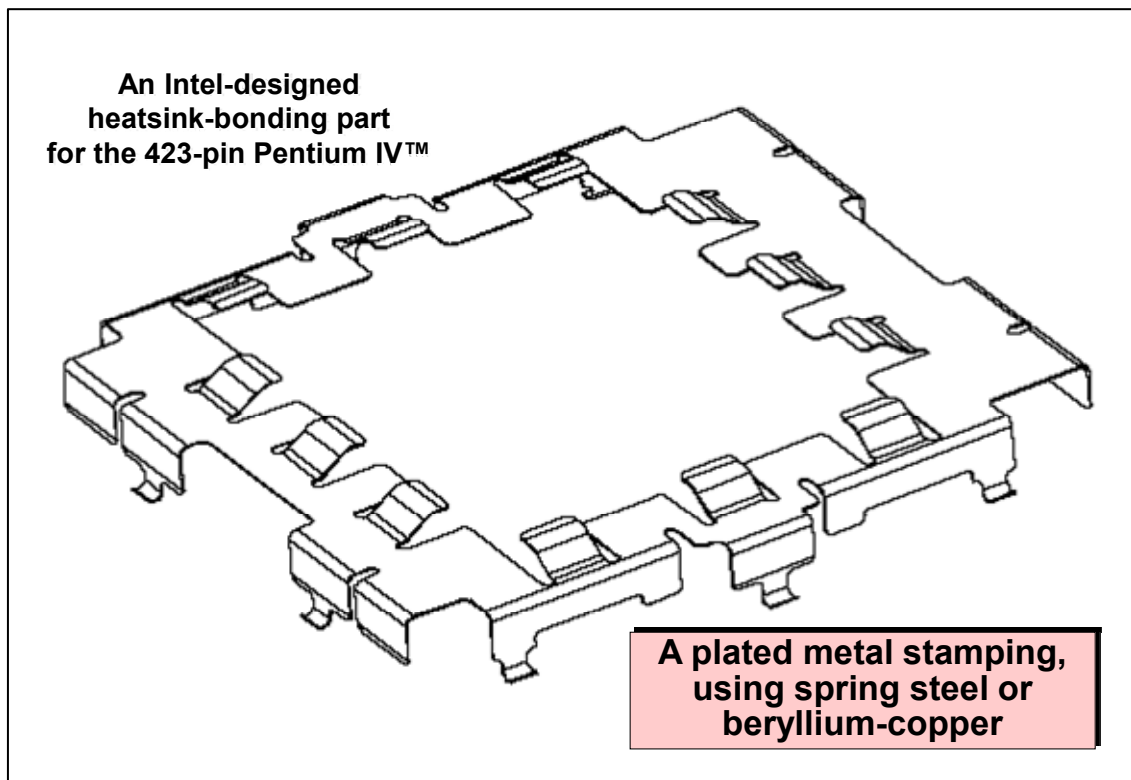 An Intel-designed
heatsink-bonding part
for the 423-pin Pentium IV™
A plated metal stamping,
using spring steel or
beryllium-copper